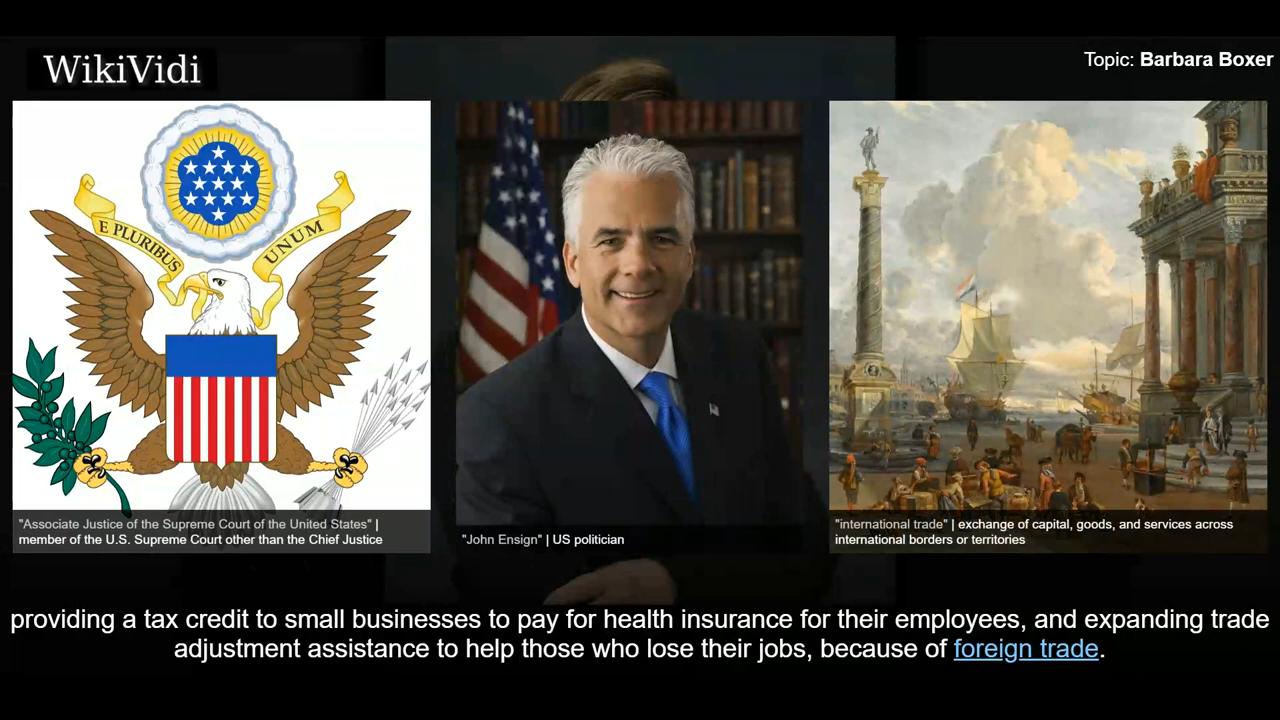 WikiVidi
Topic: Barbara Boxer
E PLURIBUS UNUM
"Associate Justice of the Supreme Court of the United States" |
member of the U.S. Supreme Court other than the Chief Justice
"John Ensign" | US politician
"international trade" | exchange of capital, goods, and services across
international borders or territories
providing a tax credit to small businesses to pay for health insurance for their employees, and expanding trade
adjustment assistance to help those who lose their jobs, because of foreign trade.